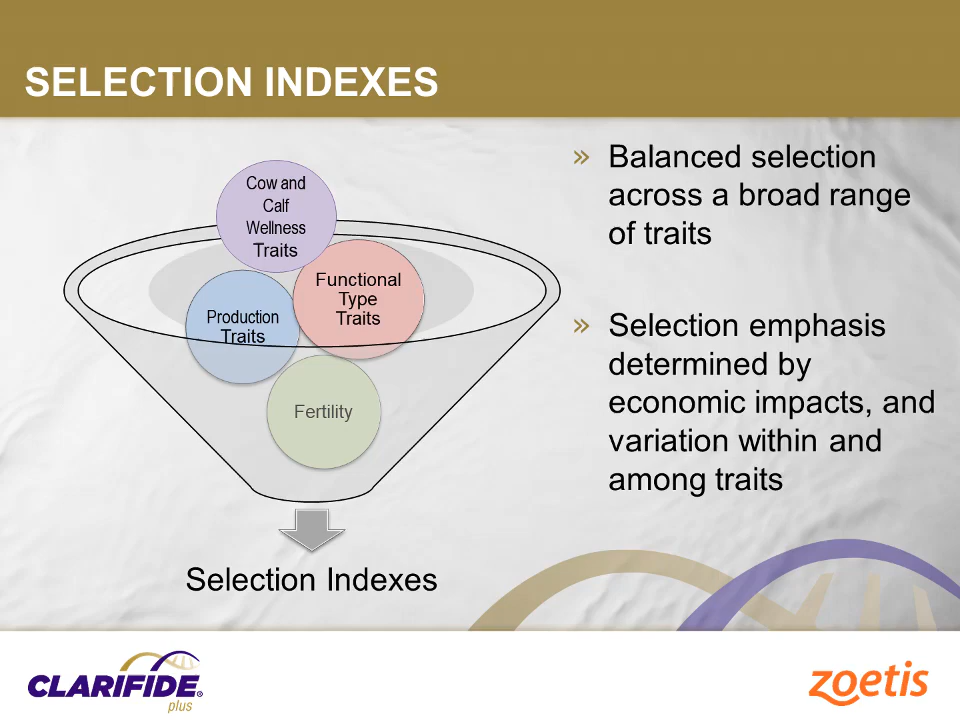 SELECTION INDEXES
Cow and
Calf
Wellness
Traits
Functional
Type
Traits
Production
Traits
Fertility
Selection Indexes
» Balanced selection
across a broad range
of traits
» Selection emphasis
determined by
economic impacts, and
variation within and
among traits
CLARIFIDE®
plus
zoetis